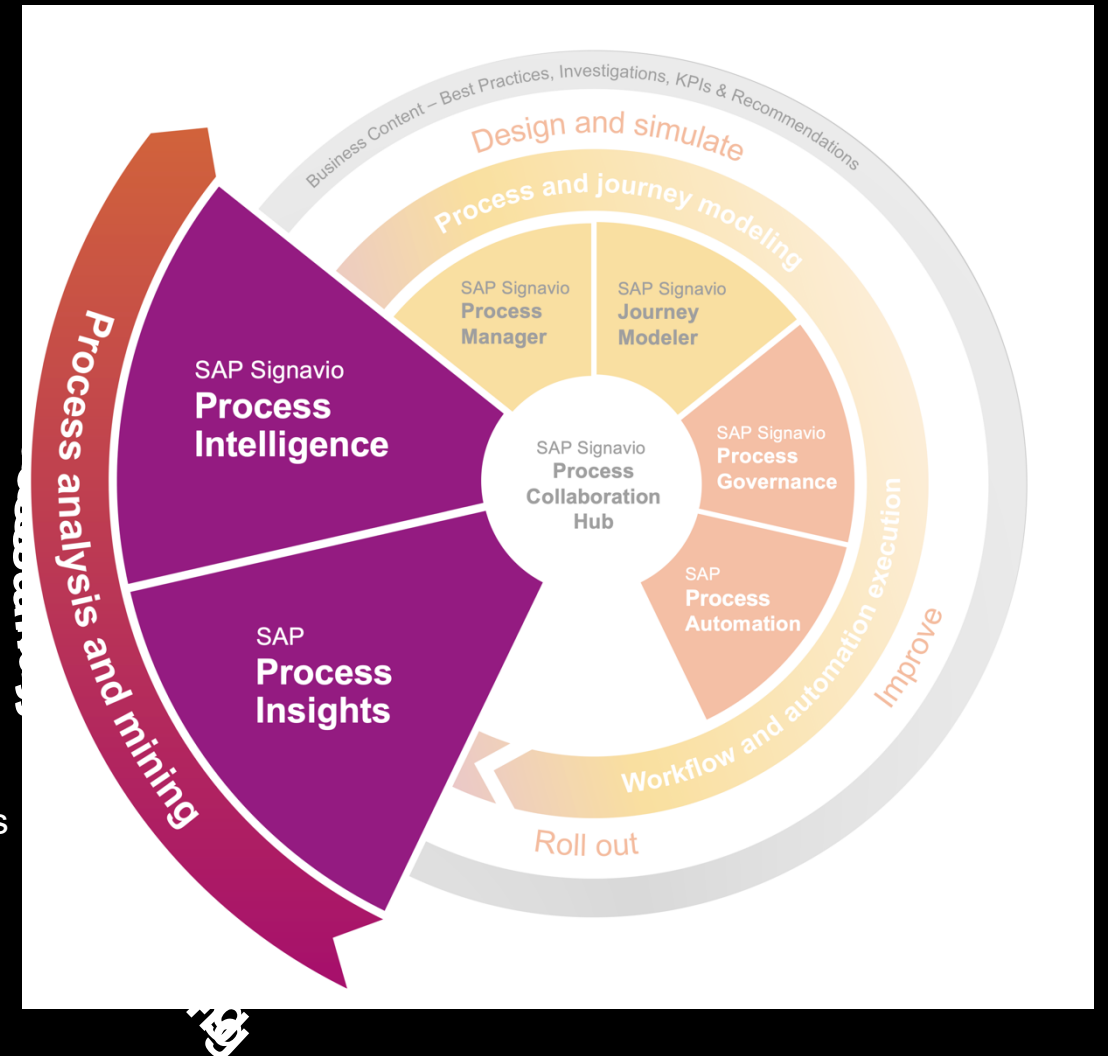 Business Content – Best Practices, Investigations, KPIs & Recommendations
Design and simulate
Process and journey modeling
SAP Signavio
Process
Manager
SAP Signavio
Journey
Modeler
SAP Signavio
Process
Intelligence
SAP Signavio
Process
Collaboration
Hub
SAP Signavio
Process
Governance
SAP
Process
Automation
SAP
Process
Insights
Process analysis and mining
Workflow and automation execution
Improve
Roll out
s